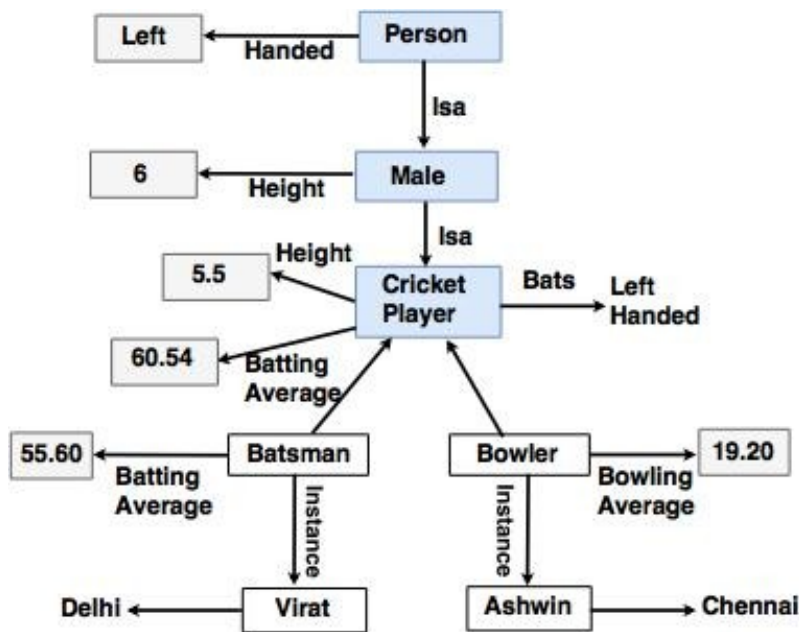 Left
Handed
Person
Isa
6
Height
Male
Isa
5.5
Height
Cricket
Player
Bats
Left
Handed
60.54
Batting
Average
55.60
Batting
Average
Batsman
Bowler
Bowling
Average
19.20
Instance
Instance
Delhi
Virat
Ashwin
Chennai